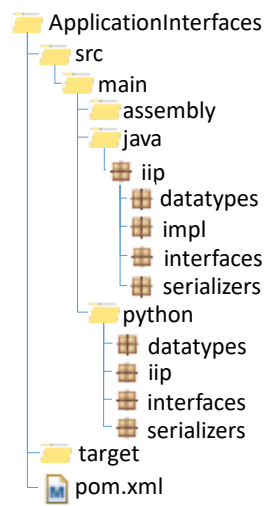 ApplicationInterfaces
src
main
assembly
java
iip
datatypes
impl
interfaces
serializers
python
datatypes
iip
interfaces
serializers
target
M
pom.xml